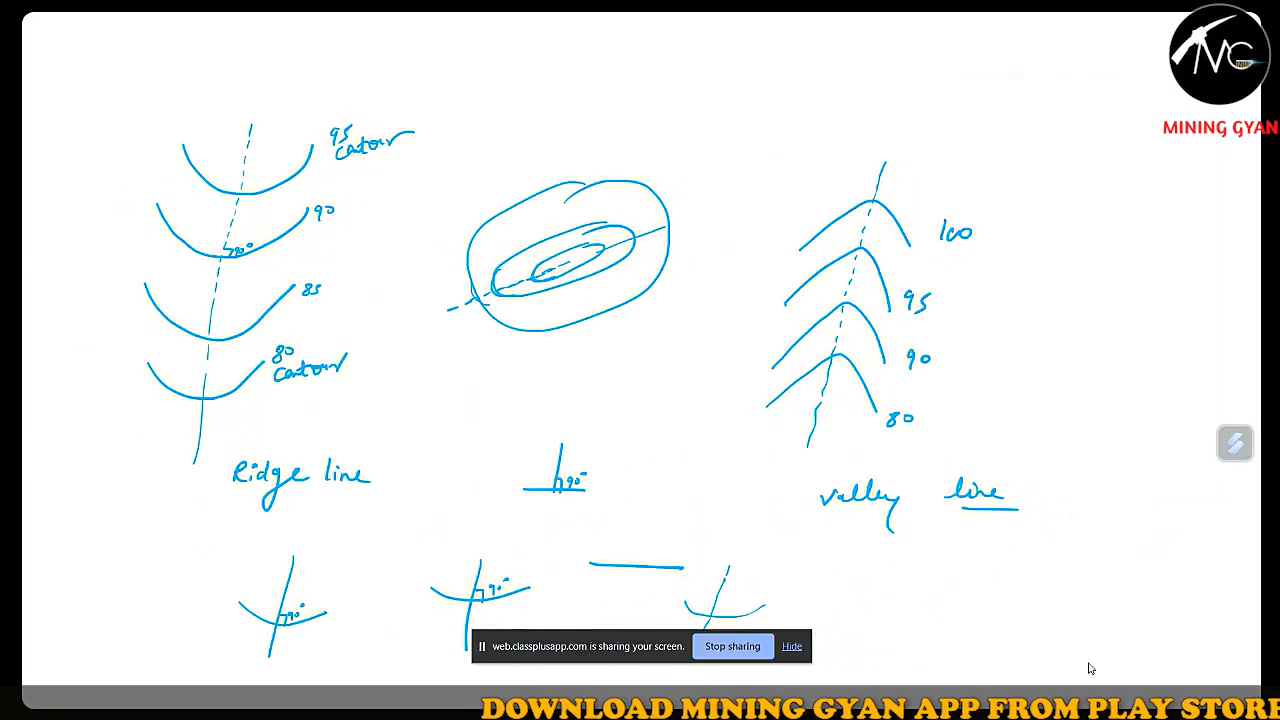 MG
MINING GYAN
95
Contour
90
90°
85
80
Contour
Ridge line
90°
100
95
90
80
Valley line
90°
90°
web.classplusapp.com is sharing your screen.
Stop sharing
Hide
DOWNLOAD MINING GYAN APP FROM PLAY STORE